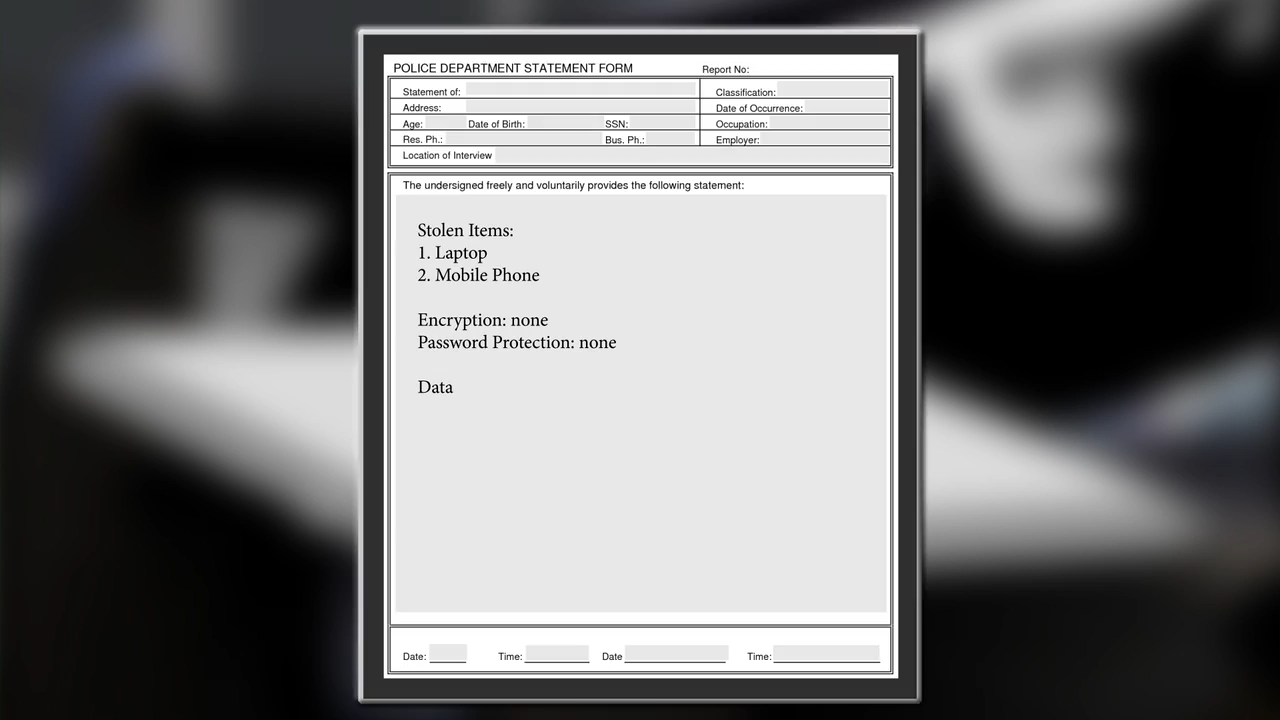 POLICE DEPARTMENT STATEMENT FORM
Report No:
Statement of:
Classification:
Address:
Date of Occurrence:
Age: Date of Birth: SSN:
Occupation:
Res. Ph.: Bus. Ph.:
Employer:
Location of Interview
The undersigned freely and voluntarily provides the following statement:
Stolen Items:
1. Laptop
2. Mobile Phone
Encryption: none
Password Protection: none
Data
Date: Time: Date Time: